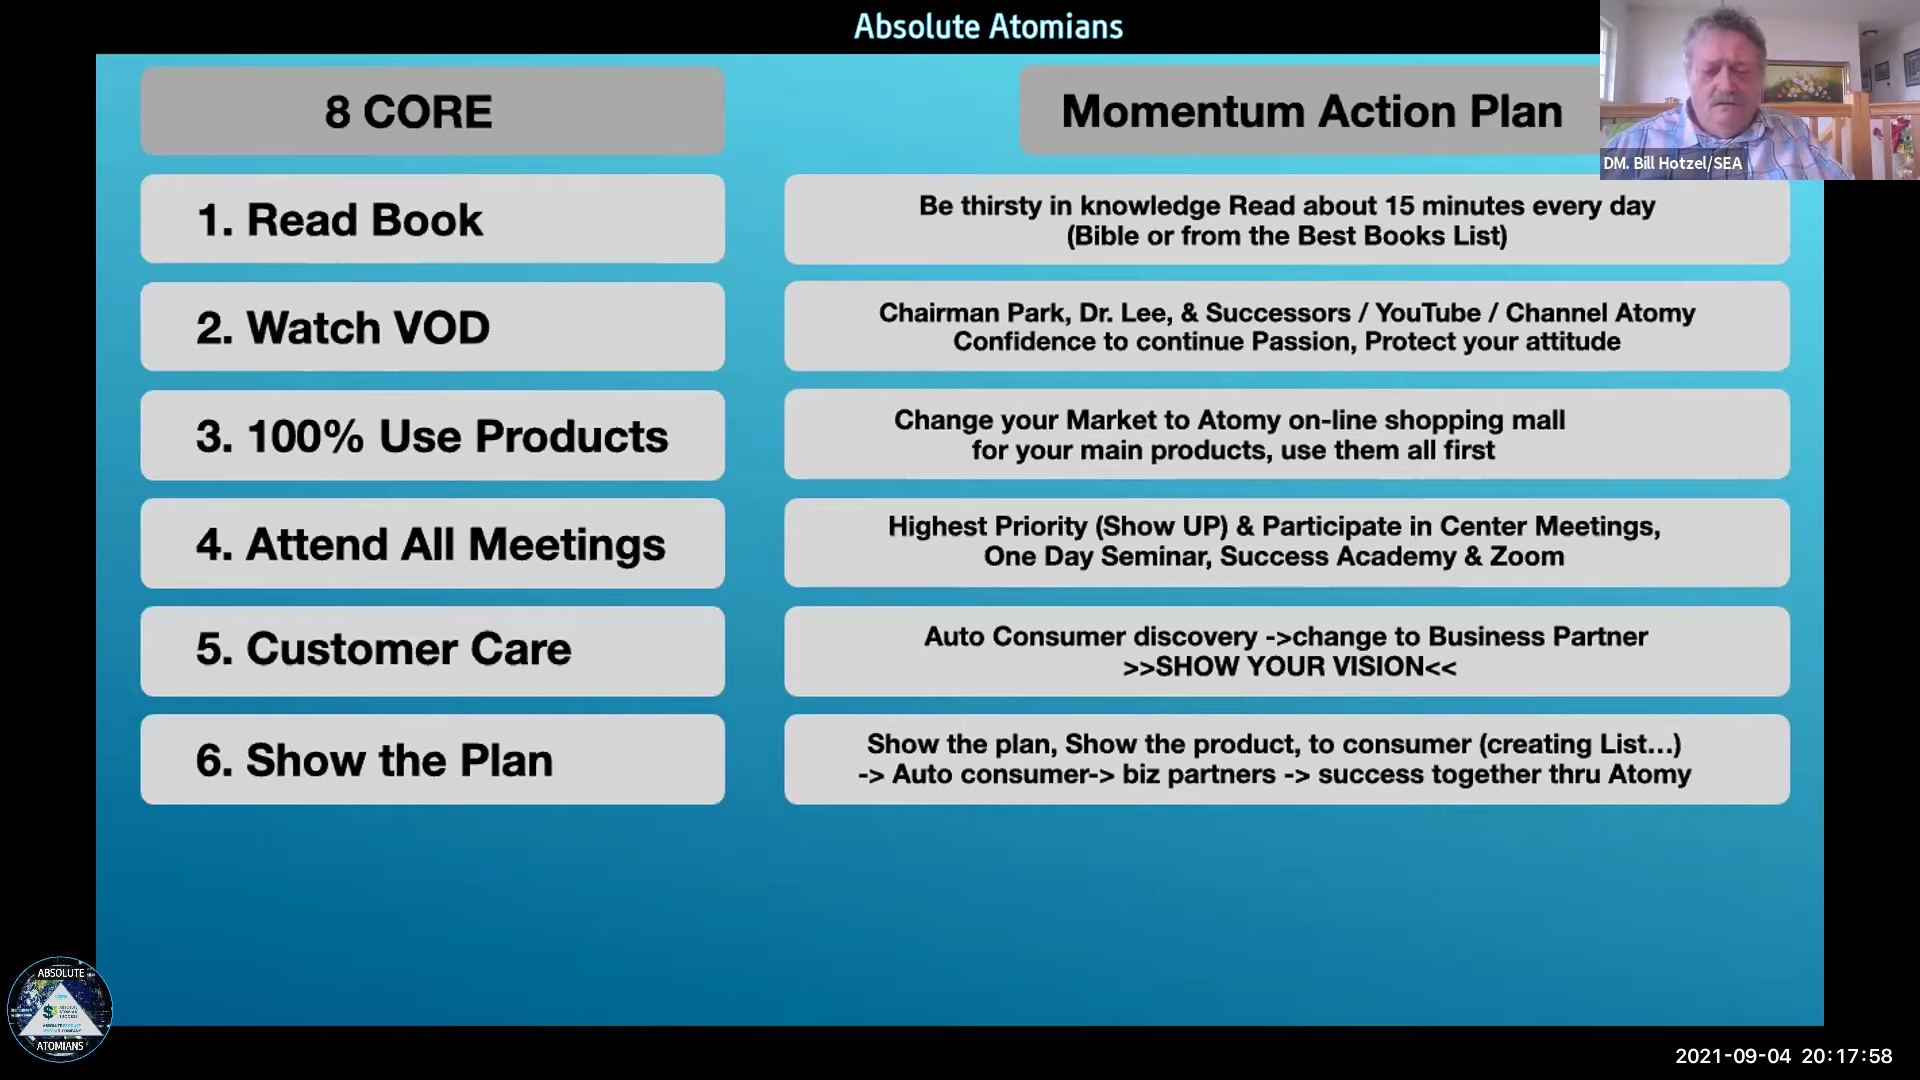 Absolute Atomians
8 CORE
Momentum Action Plan
DM. Bill Hotzel/SEA
1. Read Book
Be thirsty in knowledge Read about 15 minutes every day
(Bible or from the Best Books List)
2. Watch VOD
Chairman Park, Dr. Lee, & Successors / YouTube / Channel Atomy
Confidence to continue Passion, Protect your attitude
3. 100% Use Products
Change your Market to Atomy on-line shopping mall
for your main products, use them all first
4. Attend All Meetings
Highest Priority (Show UP) & Participate in Center Meetings,
One Day Seminar, Success Academy & Zoom
5. Customer Care
Auto Consumer discovery ->change to Business Partner
>>SHOW YOUR VISION<<
6. Show the Plan
Show the plan, Show the product, to consumer (creating List...)
-> Auto consumer-> biz partners -> success together thru Atomy
ABSOLUTE
ATOMIANS
2021-09-04 20:17:58